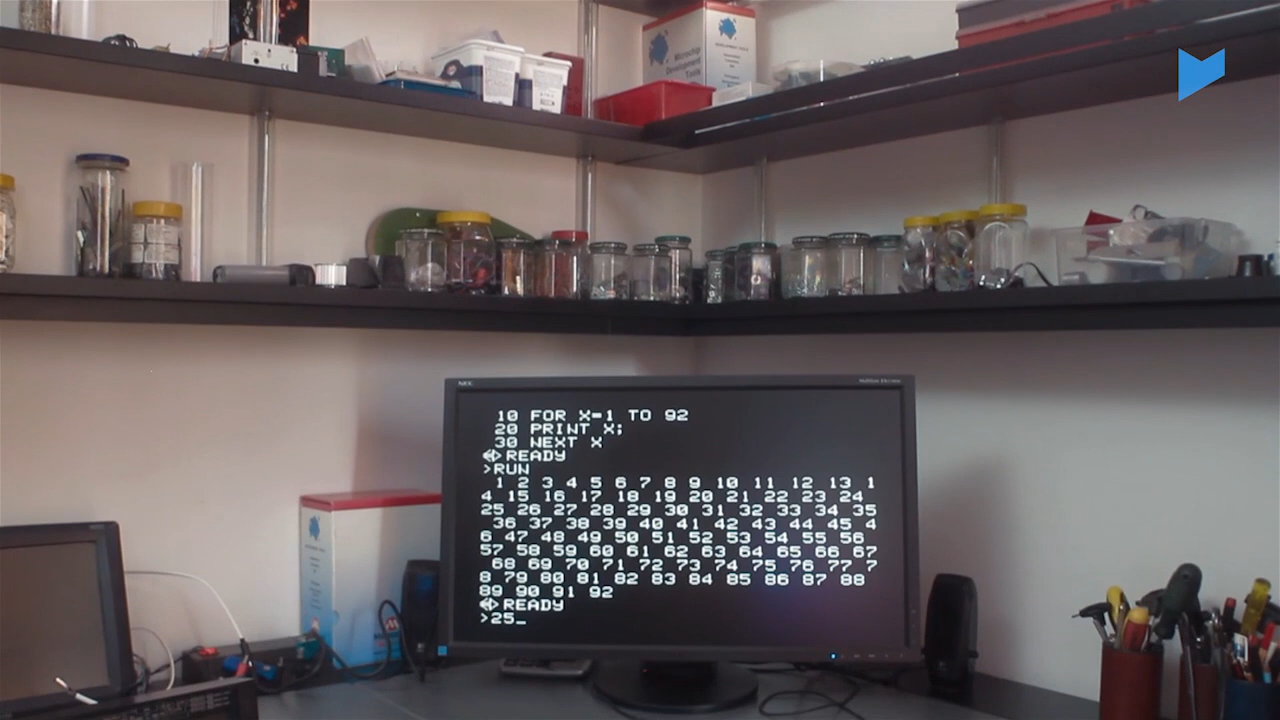 Microchip
Development
Tools
NEC
MultiSync EA244WMi
10 FOR X=1 TO 92
20 PRINT X;
30 NEXT X
READY
>RUN
1 2 3 4 5 6 7 8 9 10 11 12 13 1
4 15 16 17 18 19 20 21 22 23 24
25 26 27 28 29 30 31 32 33 34 35
36 37 38 39 40 41 42 43 44 45 4
6 47 48 49 50 51 52 53 54 55 56
57 58 59 60 61 62 63 64 65 66 67
68 69 70 71 72 73 74 75 76 77 7
8 79 80 81 82 83 84 85 86 87 88
89 90 91 92
READY
>25_